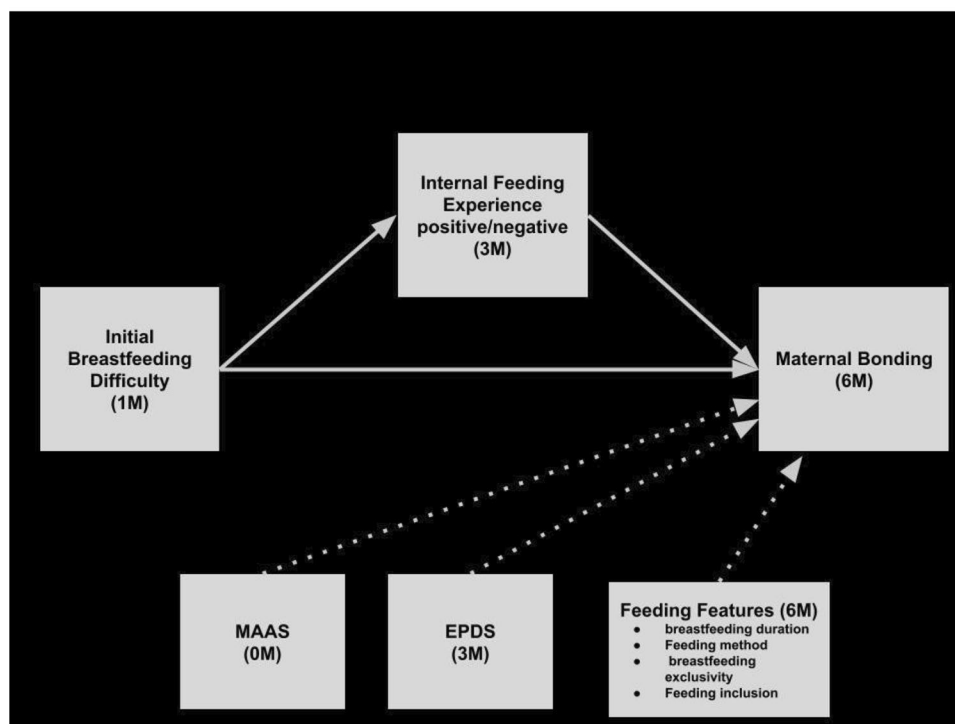 Internal Feeding
Experience
positive/negative
(3M)
Initial
Breastfeeding
Difficulty
(1M)
Maternal Bonding
(6M)
MAAS
(0M)
EPDS
(3M)
Feeding Features (6M)
● breastfeeding duration
● Feeding method
● breastfeeding
exclusivity
● Feeding inclusion